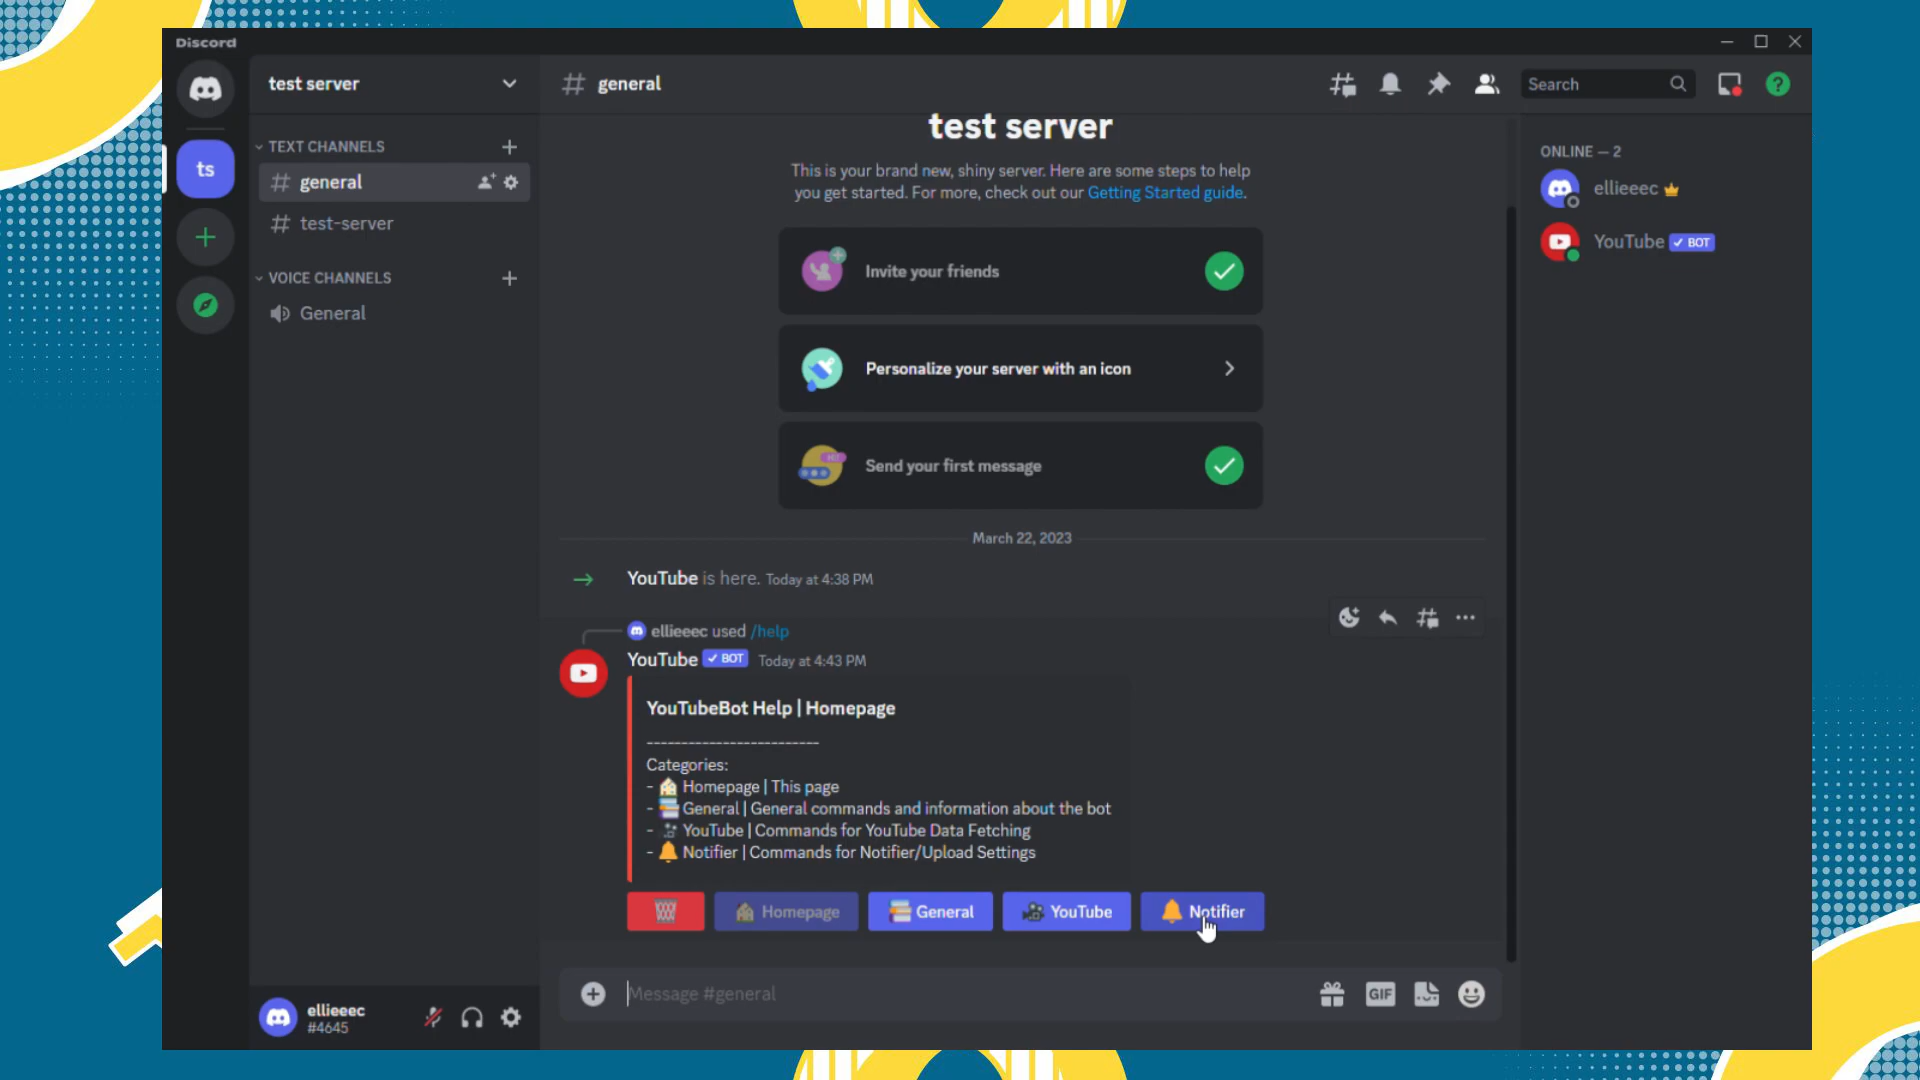 Discord
test server
general
Search
ts
TEXT CHANNELS
general
test-server
VOICE CHANNELS
General
test server
This is your brand new, shiny server. Here are some steps to help
you get started. For more, check out our Getting Started guide.
Invite your friends
Personalize your server with an icon
Send your first message
March 22, 2023
YouTube is here. Today at 4:38 PM
ellieeec used /help
YouTube BOT Today at 4:43 PM
YouTubeBot Help | Homepage
-------------------------
Categories:
- Homepage | This page
- General | General commands and information about the bot
- YouTube | Commands for YouTube Data Fetching
- Notifier | Commands for Notifier/Upload Settings
Homepage
General
YouTube
Notifier
Message #general
GIF
ONLINE — 2
ellieeec
YouTube BOT
ellieeec
#4645